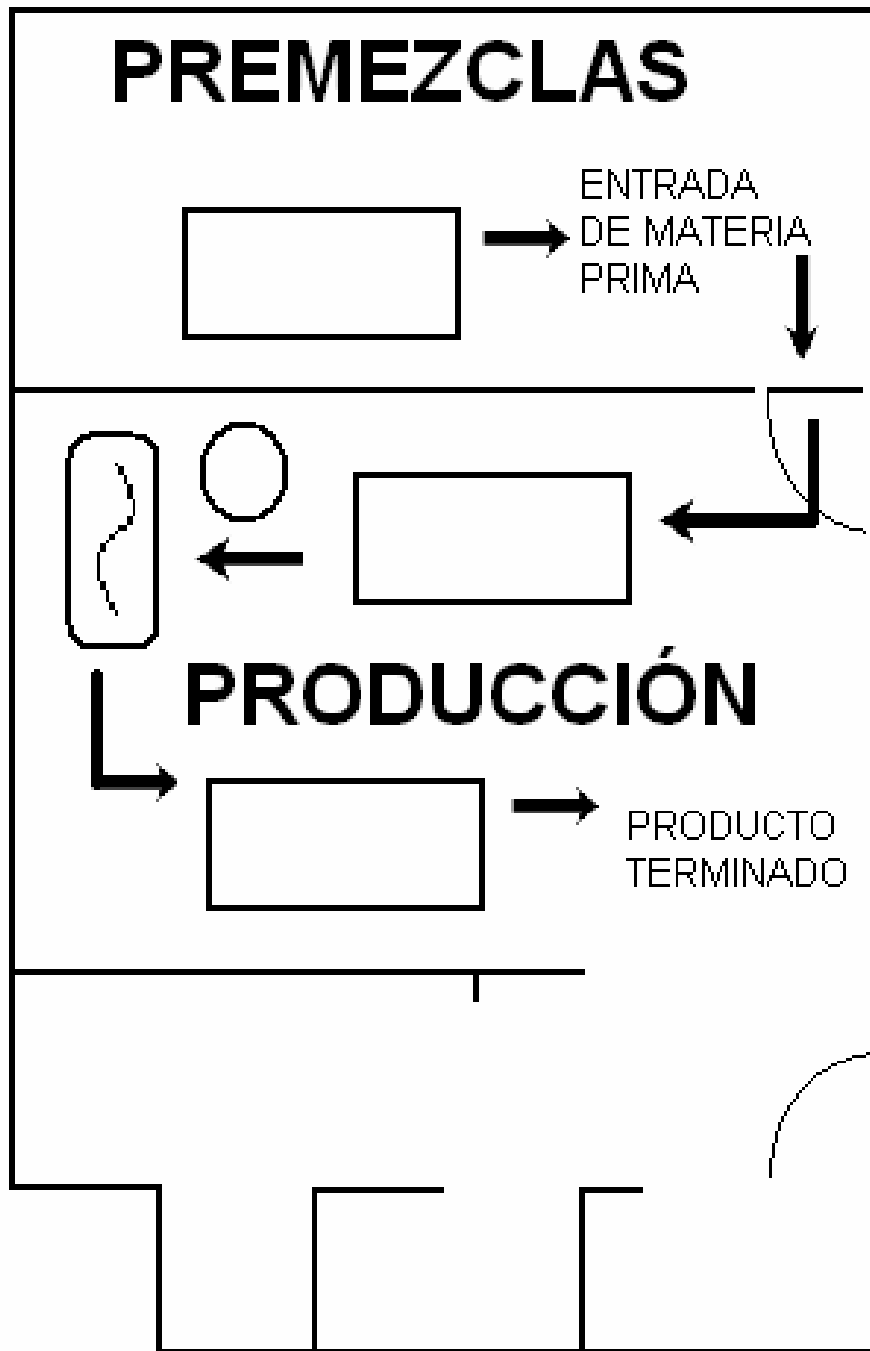 PREMEZCLAS
ENTRADA
DE MATERIA
PRIMA
PRODUCCIÓN
PRODUCTO
TERMINADO